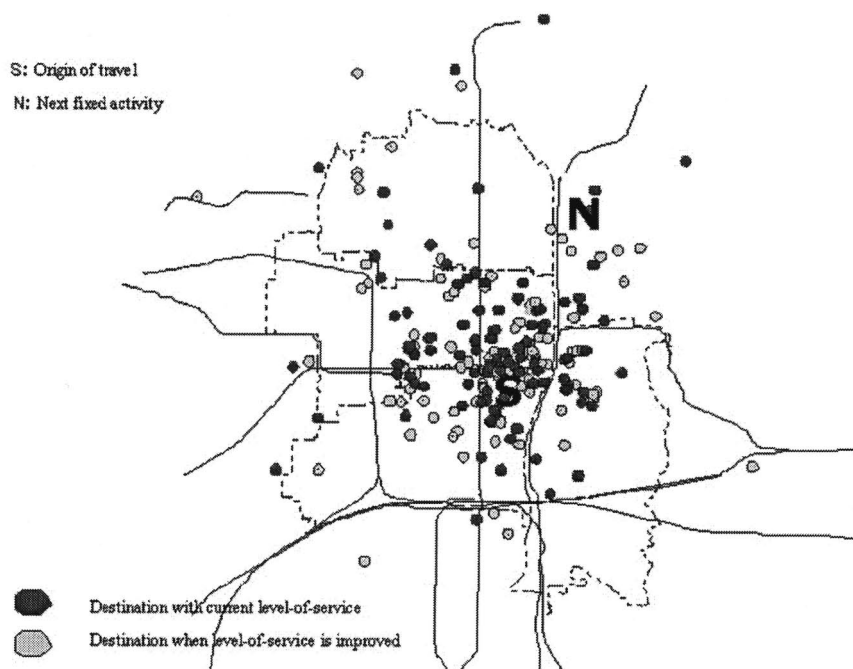 S: Origin of travel
N: Next fixed activity
N
S
Destination with current level-of-service
Destination when level-of-service is improved